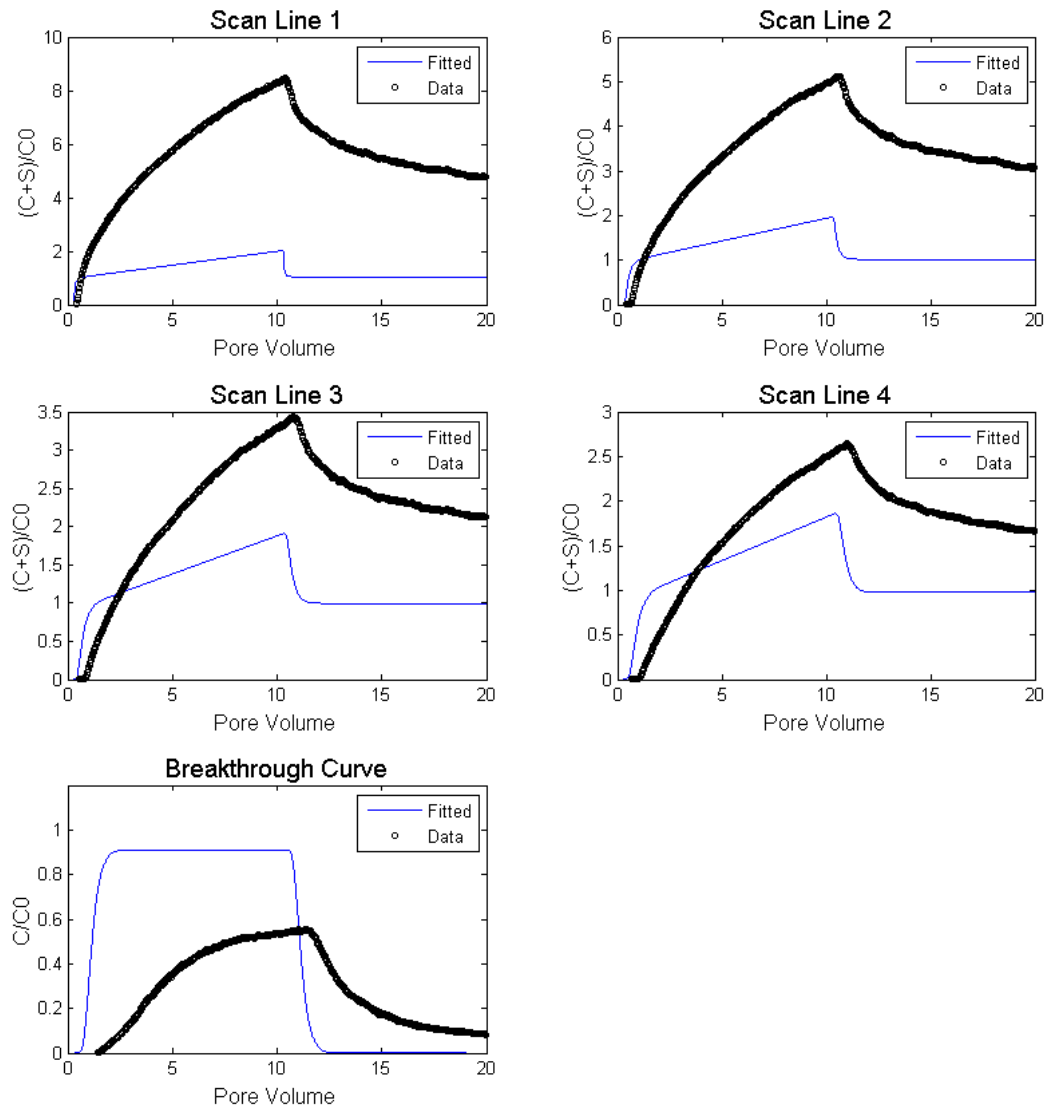 Scan Line 1
10
8
6
4
2
0
(C+S)/C0
Fitted
Data
0 5 10 15 20
Pore Volume
Scan Line 2
6
5
4
3
2
1
0
(C+S)/C0
Fitted
Data
0 5 10 15 20
Pore Volume
Scan Line 3
3.5
3
2.5
2
1.5
1
0.5
0
(C+S)/C0
Fitted
Data
0 5 10 15 20
Pore Volume
Scan Line 4
3
2.5
2
1.5
1
0.5
0
(C+S)/C0
Fitted
Data
0 5 10 15 20
Pore Volume
Breakthrough Curve
1
0.8
0.6
0.4
0.2
0
C/C0
Fitted
Data
0 5 10 15 20
Pore Volume